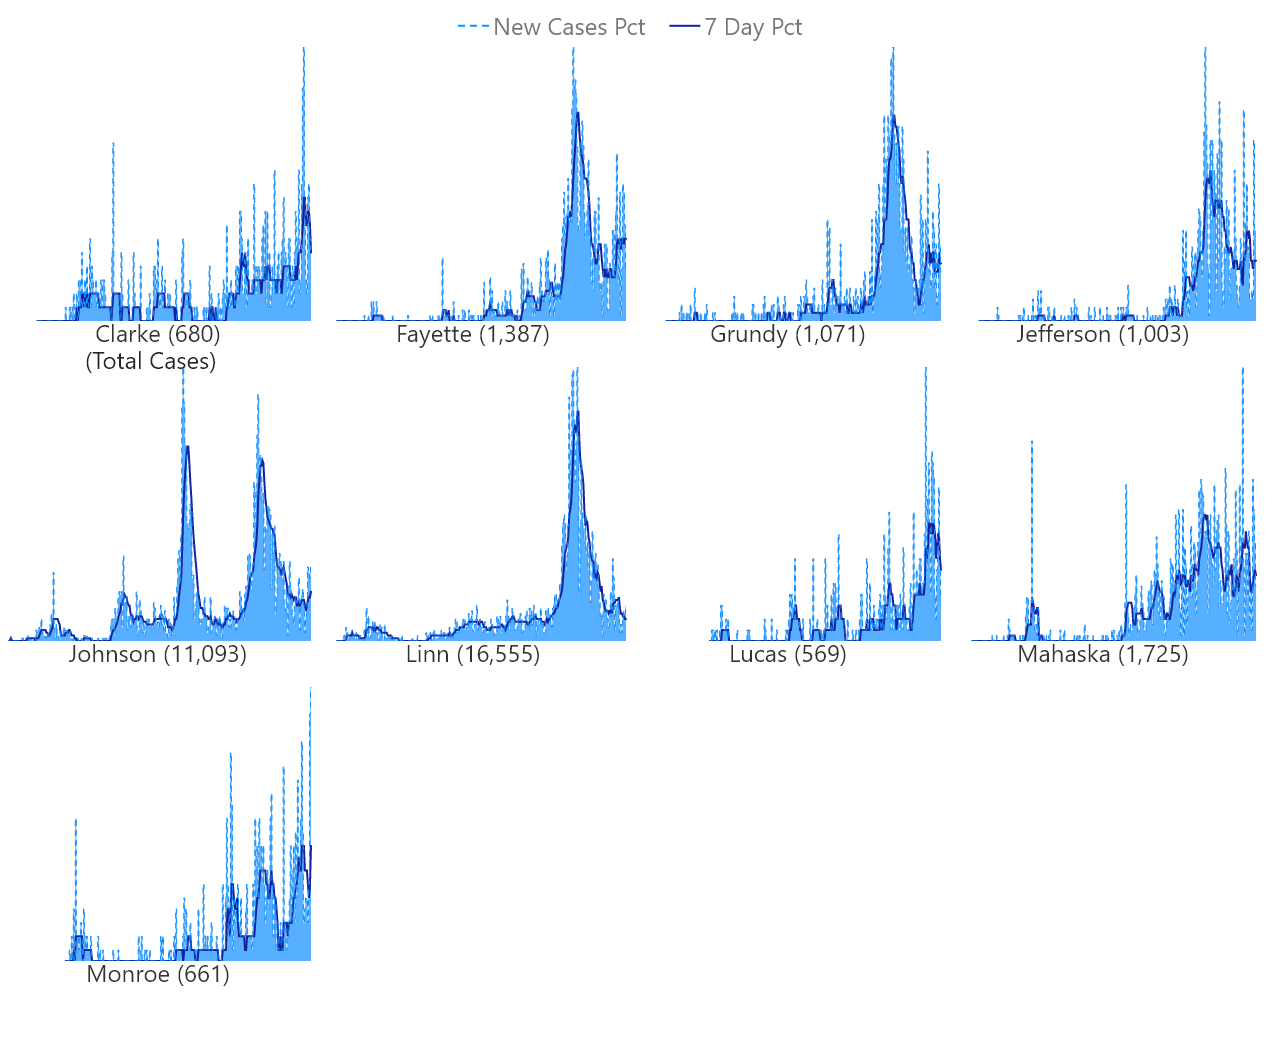 New Cases Pct 7 Day Pct
Clarke (680) Fayette (1,387) Grundy (1,071) Jefferson (1,003)
(Total Cases)
Johnson (11,093) Linn (16,555) Lucas (569) Mahaska (1,725)
Monroe (661)